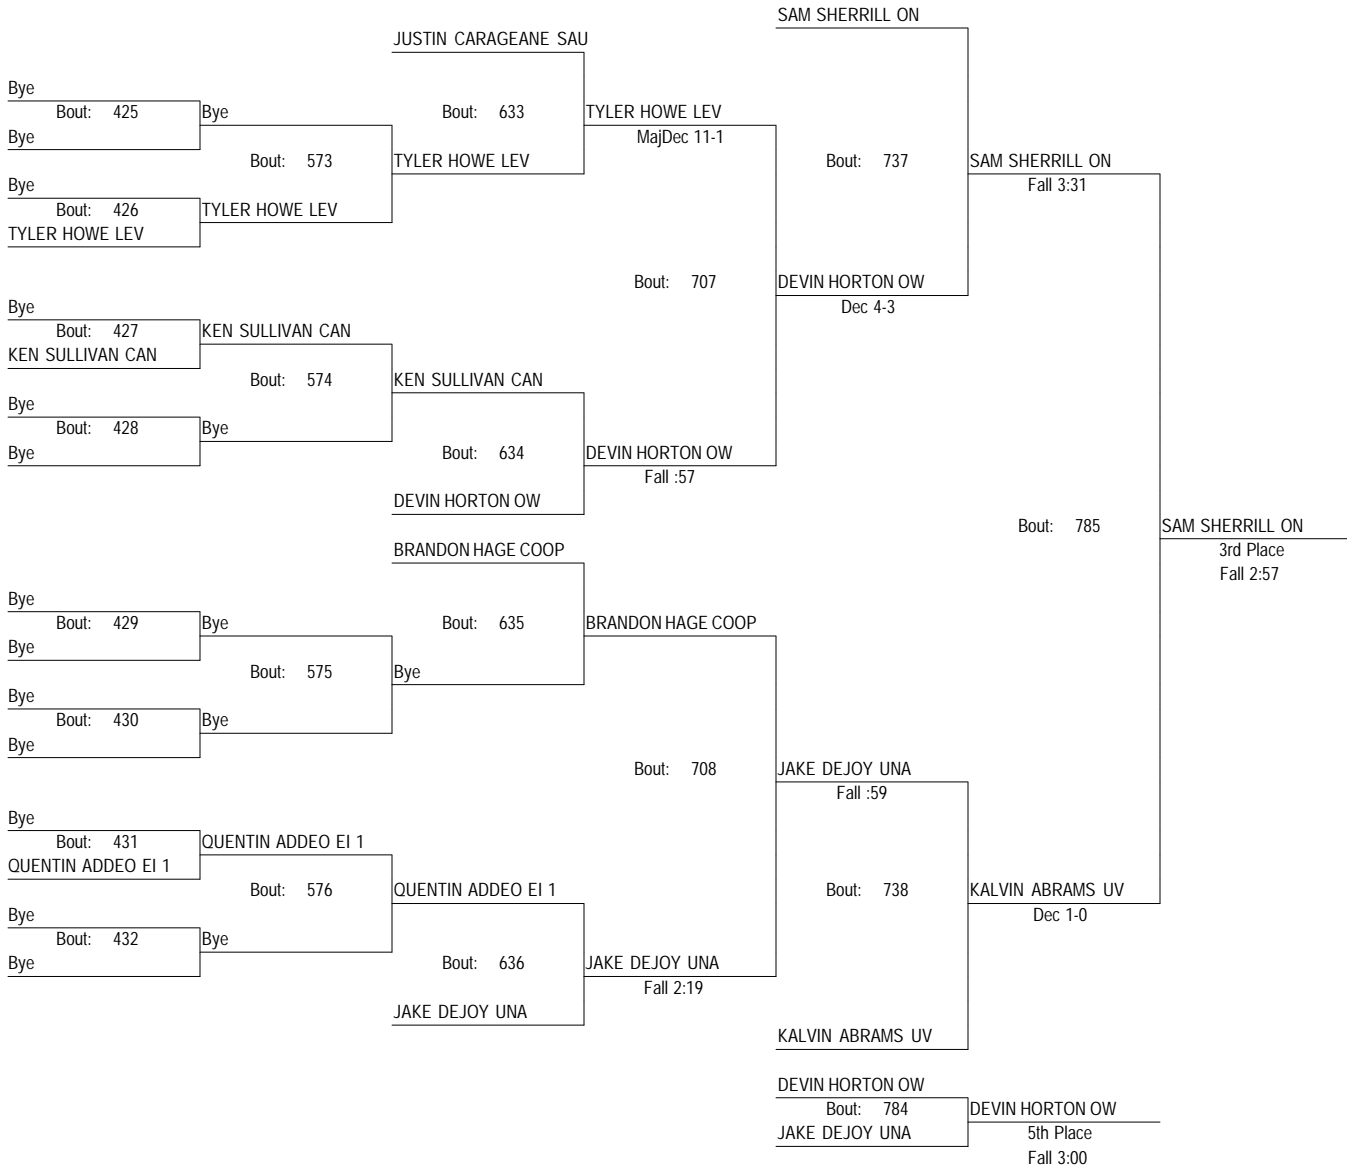 SAM SHERRILL ON
JUSTIN CARAGEANE SAU
Bye
Bout: 425
Bye
Bout: 633
TYLER HOWE LEV
Bye
MajDec 11-1
Bout: 573
TYLER HOWE LEV
Bout: 737
SAM SHERRILL ON
Bye
Fall 3:31
Bout: 426
TYLER HOWE LEV
TYLER HOWE LEV
Bout: 707
DEVIN HORTON OW
Bye
Dec 4-3
Bout: 427
KEN SULLIVAN CAN
KEN SULLIVAN CAN
Bout: 574
KEN SULLIVAN CAN
Bye
Bout: 428
Bye
Bye
Bout: 634
DEVIN HORTON OW
Fall :57
DEVIN HORTON OW
Bout: 785
SAM SHERRILL ON
BRANDON HAGE COOP
3rd Place
Fall 2:57
Bye
Bout: 429
Bye
Bout: 635
BRANDON HAGE COOP
Bye
Bout: 575
Bye
Bye
Bout: 430
Bye
Bye
Bout: 708
JAKE DEJOY UNA
Fall :59
Bye
Bout: 431
QUENTIN ADDEO EI 1
QUENTIN ADDEO EI 1
Bout: 576
QUENTIN ADDEO EI 1
Bout: 738
KALVIN ABRAMS UV
Bye
Dec 1-0
Bout: 432
Bye
Bye
Bout: 636
JAKE DEJOY UNA
Fall 2:19
JAKE DEJOY UNA
KALVIN ABRAMS UV
DEVIN HORTON OW
Bout: 784
DEVIN HORTON OW
JAKE DEJOY UNA
5th Place
Fall 3:00